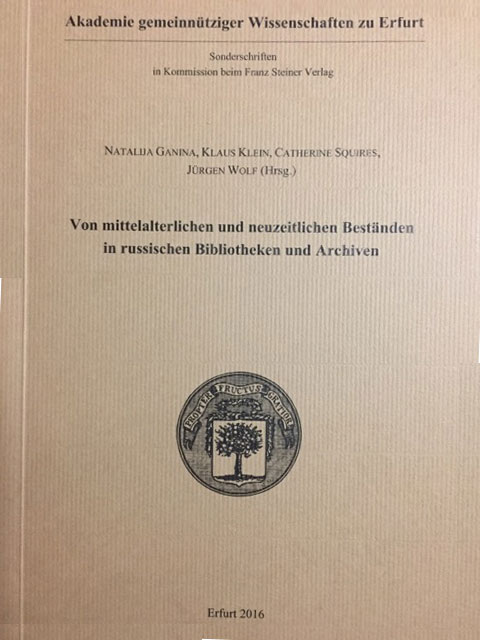 Akademie gemeinnütziger Wissenschaften zu Erfurt
Sonderschriften
in Kommission beim Franz Steiner Verlag
NATALIJA GANINA, KLAUS KLEIN, CATHERINE SQUIRES,
JÜRGEN WOLF (Hrsg.)
Von mittelalterlichen und neuzeitlichen Beständen
in russischen Bibliotheken und Archiven
PROPTER FRUCTUS GRATIOR
Erfurt 2016